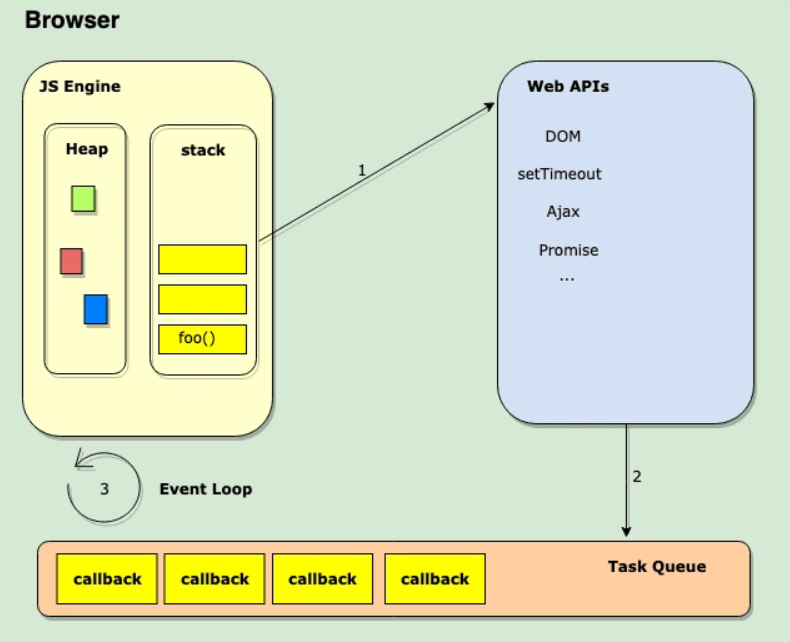 Browser
JS Engine
Heap
stack
foo()
1
Web APIs
DOM
setTimeout
Ajax
Promise
...
2
3
Event Loop
Task Queue
callback
callback
callback
callback